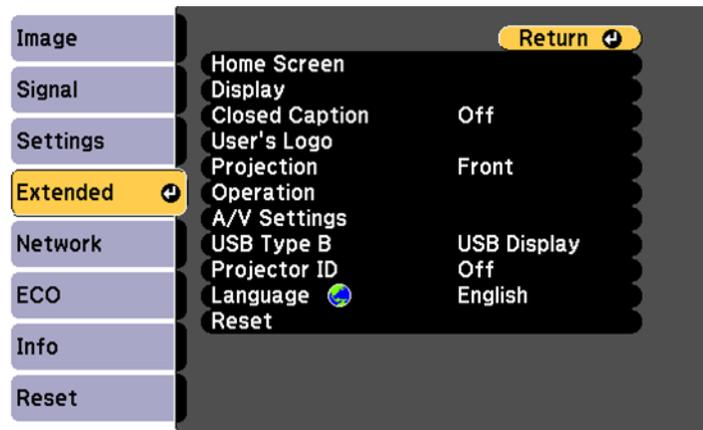 Image
Signal
Settings
Extended
Network
ECO
Info
Reset
Return
Home Screen
Display
Closed Caption Off
User's Logo
Projection Front
Operation
A/V Settings
USB Type B USB Display
Projector ID Off
Language English
Reset